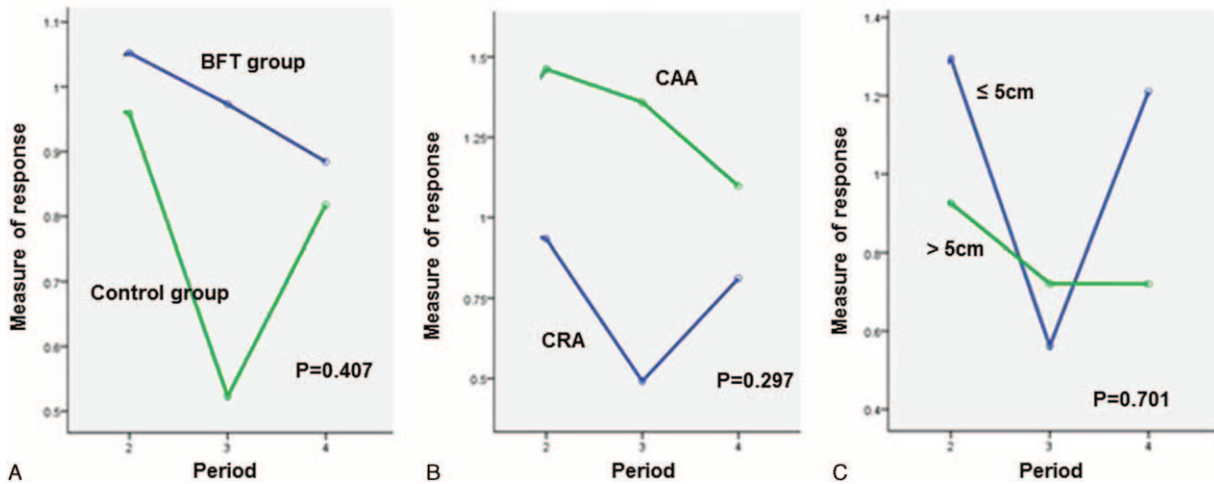 Measure of response
1.1
1
0.9
0.8
0.7
0.6
0.5
BFT group
Control group
P=0.407
2
3
4
Period
A
Measure of response
1.5
1.25
1
0.75
0.5
CAA
CRA
P=0.297
2
3
4
Period
B
Measure of response
1.4
1.2
1
0.8
0.6
0.4
≤ 5cm
> 5cm
P=0.701
2
3
4
Period
C